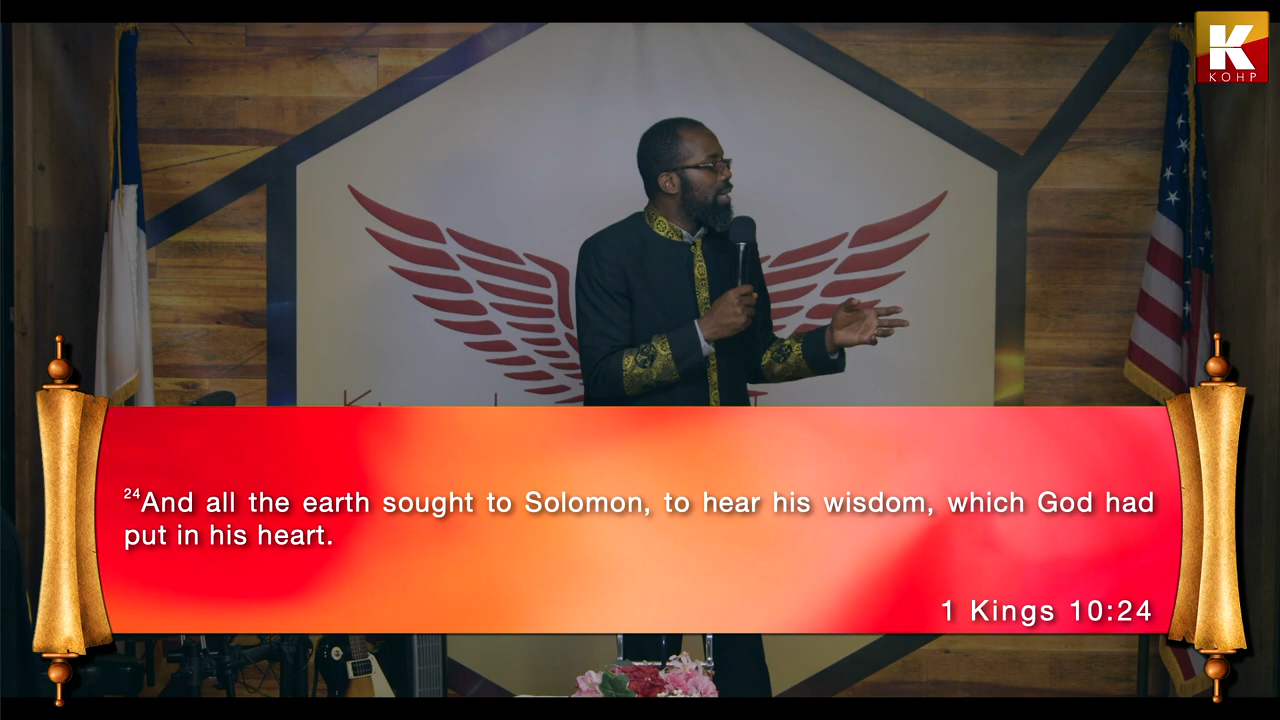 K
KOHP
²⁴And all the earth sought to Solomon, to hear his wisdom, which God had
put in his heart.
1 Kings 10:24